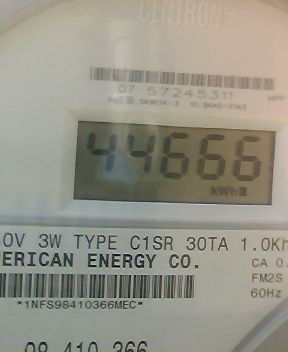 CENTRON®
07 57245311
44666
kWh
0V 3W TYPE C1SR 30TA 1.0Kh
ERICAN ENERGY CO.
CA 0.
FM2S
60Hz
*1NFS98410366MEC*
98 410 366